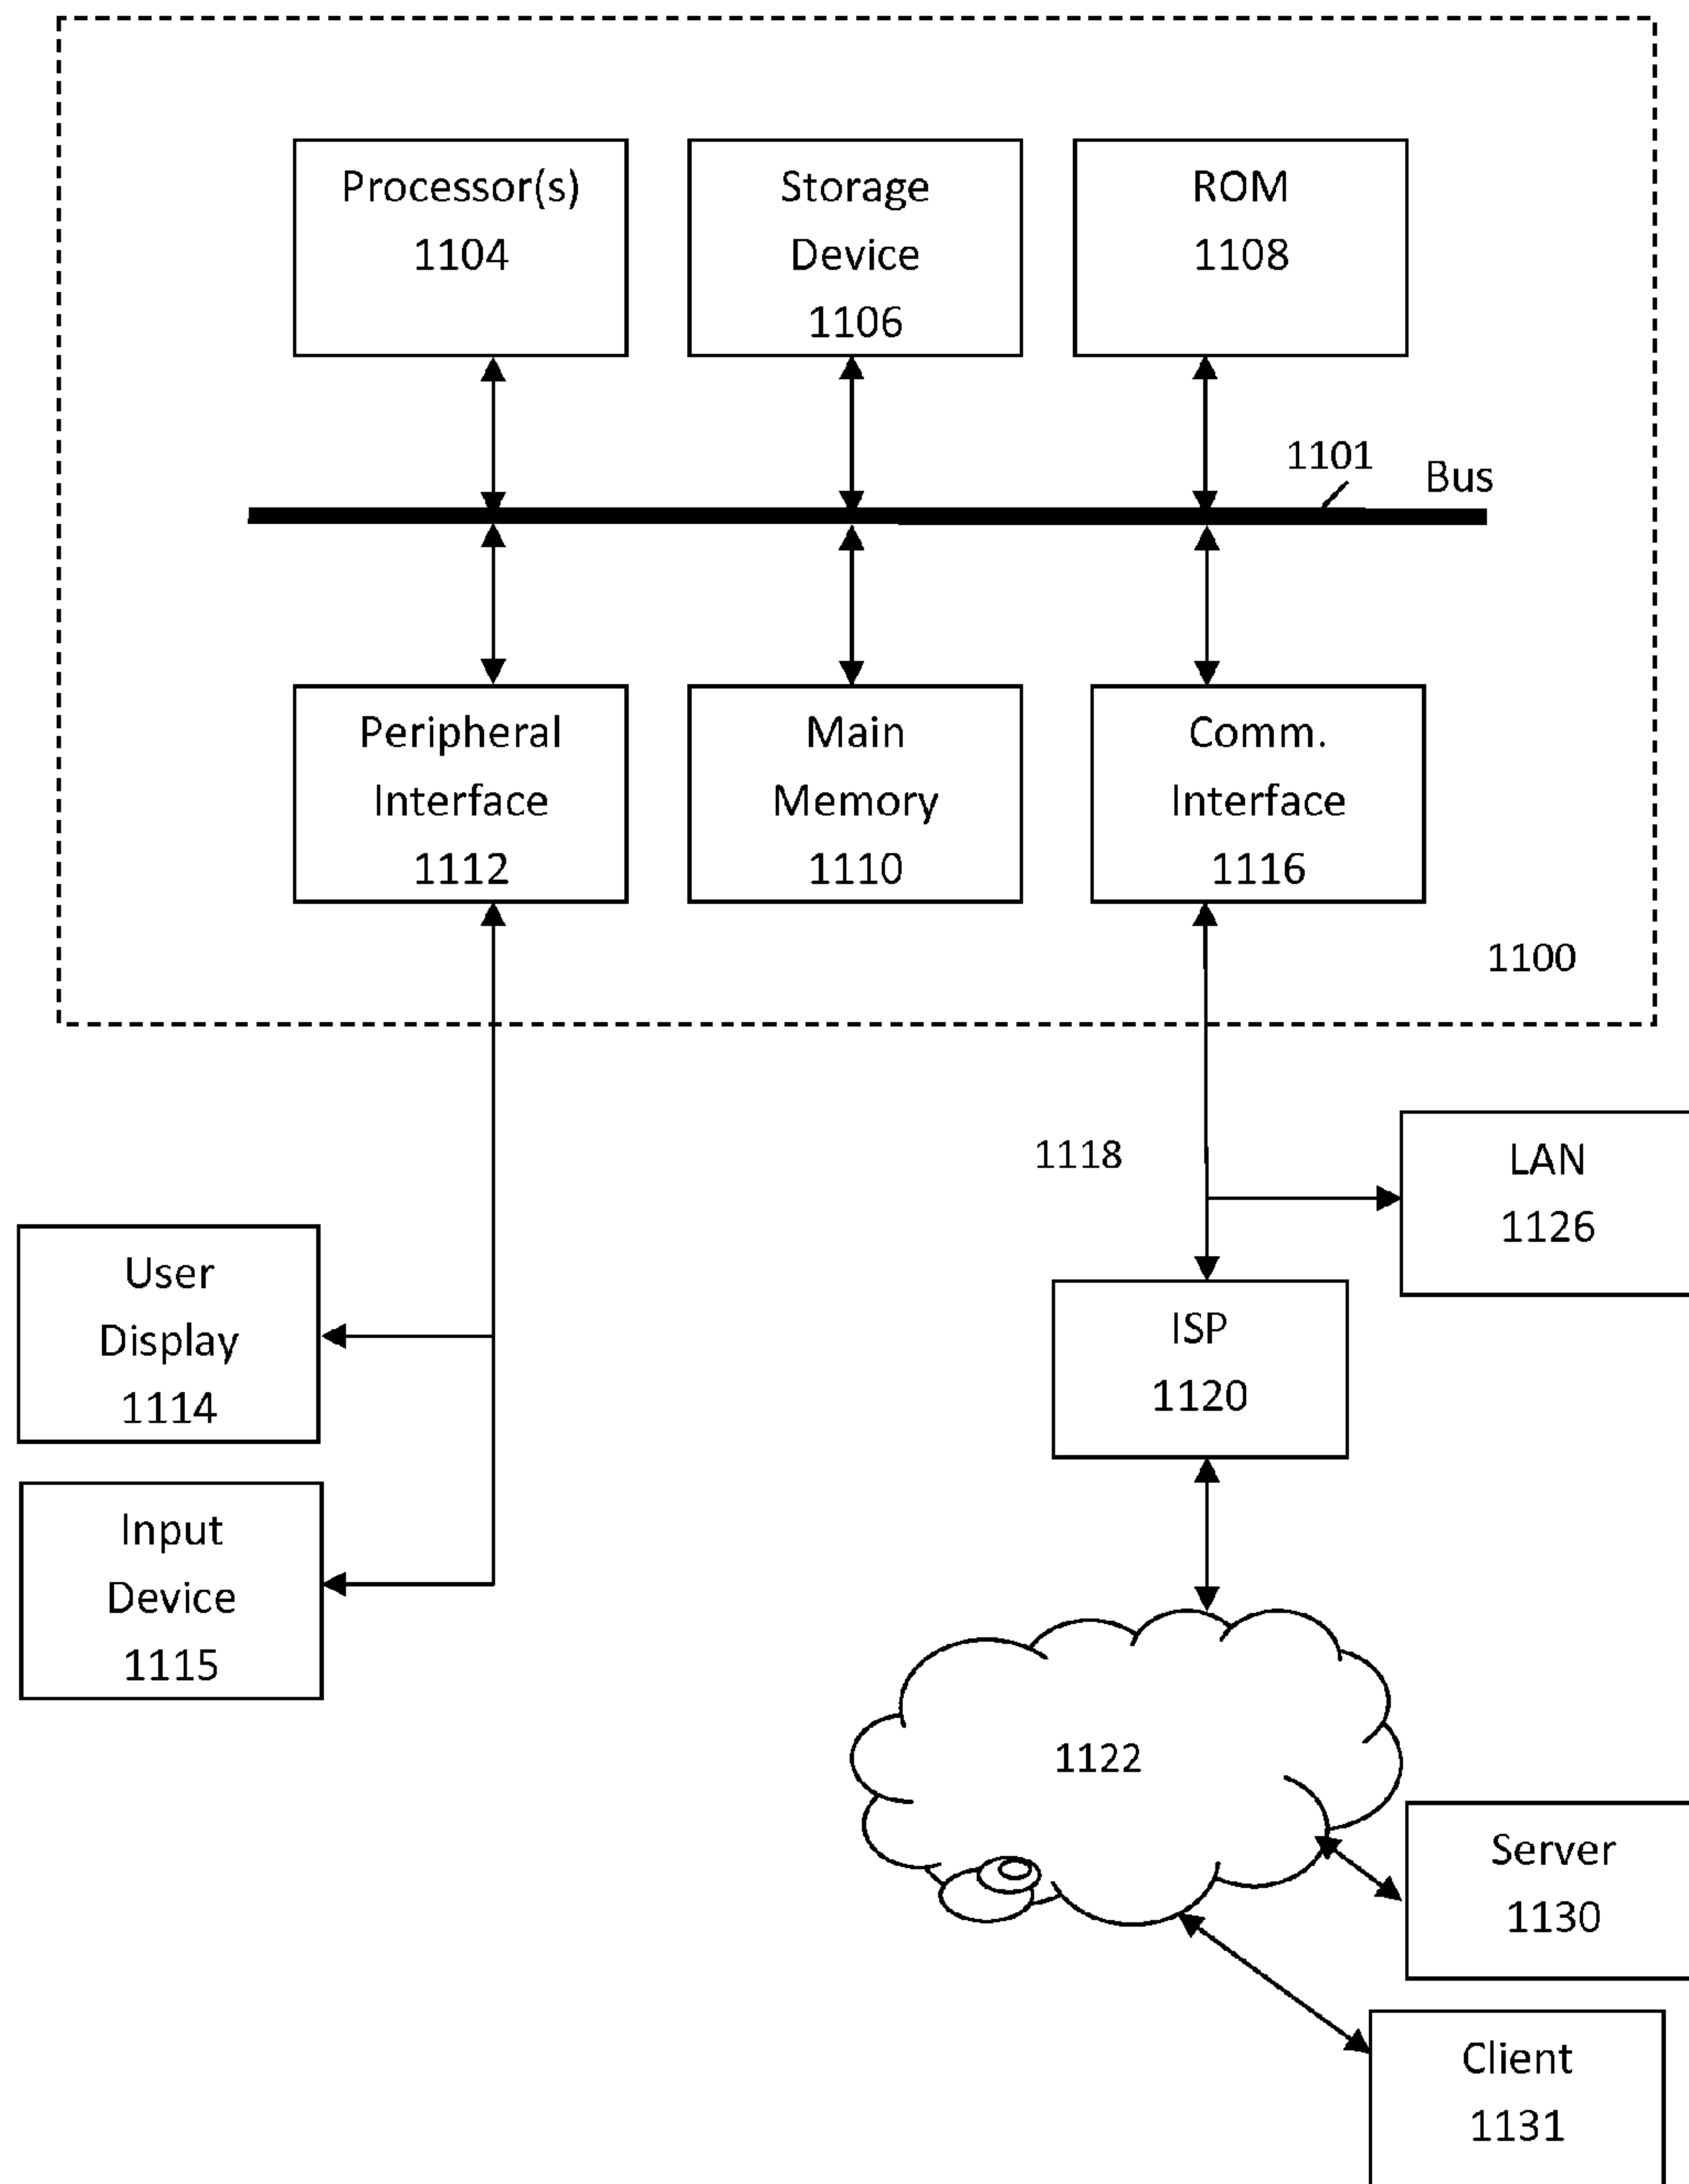 Processor(s)
1104
Storage
Device
1106
ROM
1108
1101
Bus
Peripheral
Interface
1112
Main
Memory
1110
Comm.
Interface
1116
1100
1118
LAN
1126
User
Display
1114
ISP
1120
Input
Device
1115
1122
Server
1130
Client
1131